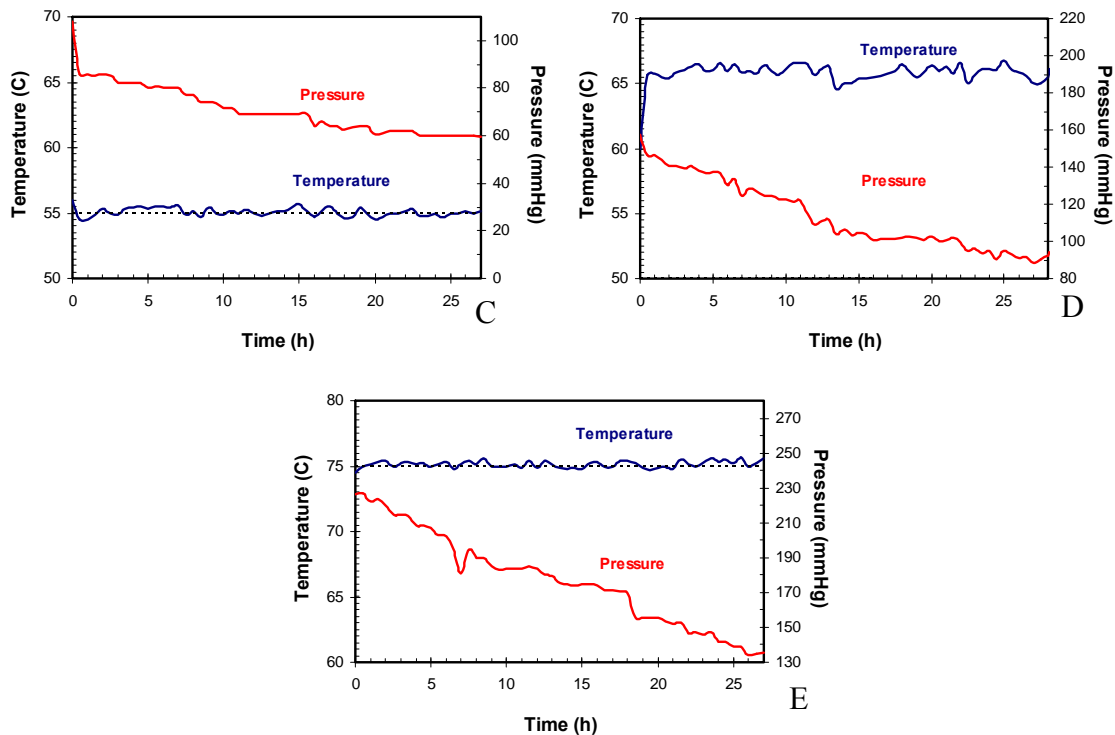 70
65
60
55
50
Temperature (C)
100
80
60
40
20
0
Pressure (mmHg)
Pressure
Temperature
0 5 10 15 20 25
Time (h)
C
70
65
60
55
50
Temperature (C)
220
200
180
160
140
120
100
80
Pressure (mmHg)
Temperature
Pressure
0 5 10 15 20 25
Time (h)
D
80
75
70
65
60
Temperature (C)
270
250
230
210
190
170
150
130
Pressure (mmHg)
Temperature
Pressure
0 5 10 15 20 25
Time (h)
E